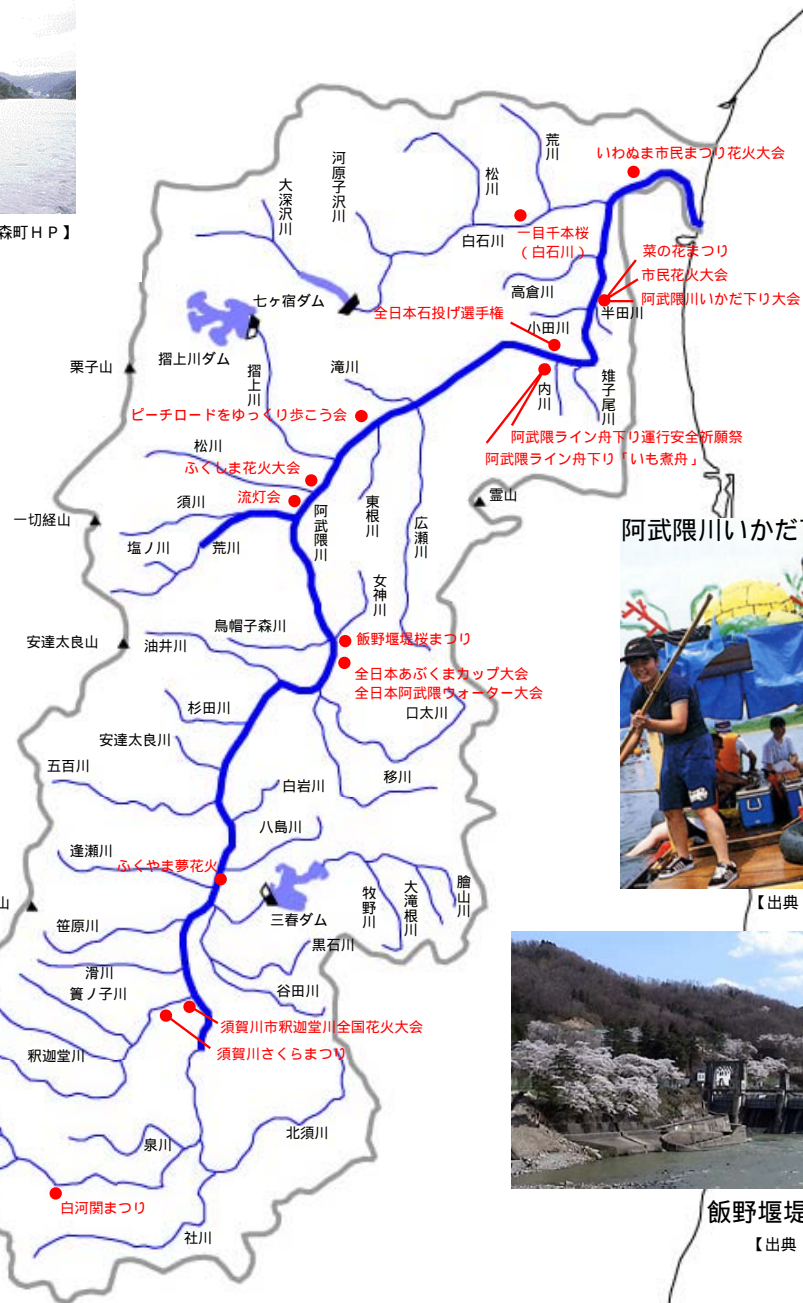 森町HP】
いわぬま市民まつり花火大会
荒川
松川
河原子沢川
大深沢川
白石川
一目千本桜
(白石川)
菜の花まつり
市民花火大会
阿武隈川いかだ下り大会
半田川
高倉川
七ヶ宿ダム
全日本石投げ選手権
小田川
摺上川ダム
摺上川
栗子山
滝川
内川
雉子尾川
ピーチロードをゆっくり歩こう会
阿武隈ライン舟下り運行安全祈願祭
阿武隈ライン舟下り「いも煮舟」
松川
ふくしま花火大会
流灯会
須川
霊山
一切経山
阿武隈川
東根川
広瀬川
塩ノ川
荒川
阿武隈川いかだ下
女神川
烏帽子森川
飯野堰堤桜まつり
安達太良山
油井川
全日本あぶくまカップ大会
全日本阿武隈ウォーター大会
杉田川
口太川
安達太良川
五百川
移川
白岩川
八島川
逢瀬川
ふくやま夢花火
山
三春ダム
牧野川
大滝根川
膾山川
【出典
笹原川
黒石川
滑川
谷田川
簀ノ子川
須賀川市釈迦堂川全国花火大会
須賀川さくらまつり
釈迦堂川
北須川
泉川
白河関まつり
社川
飯野堰堤
【出典